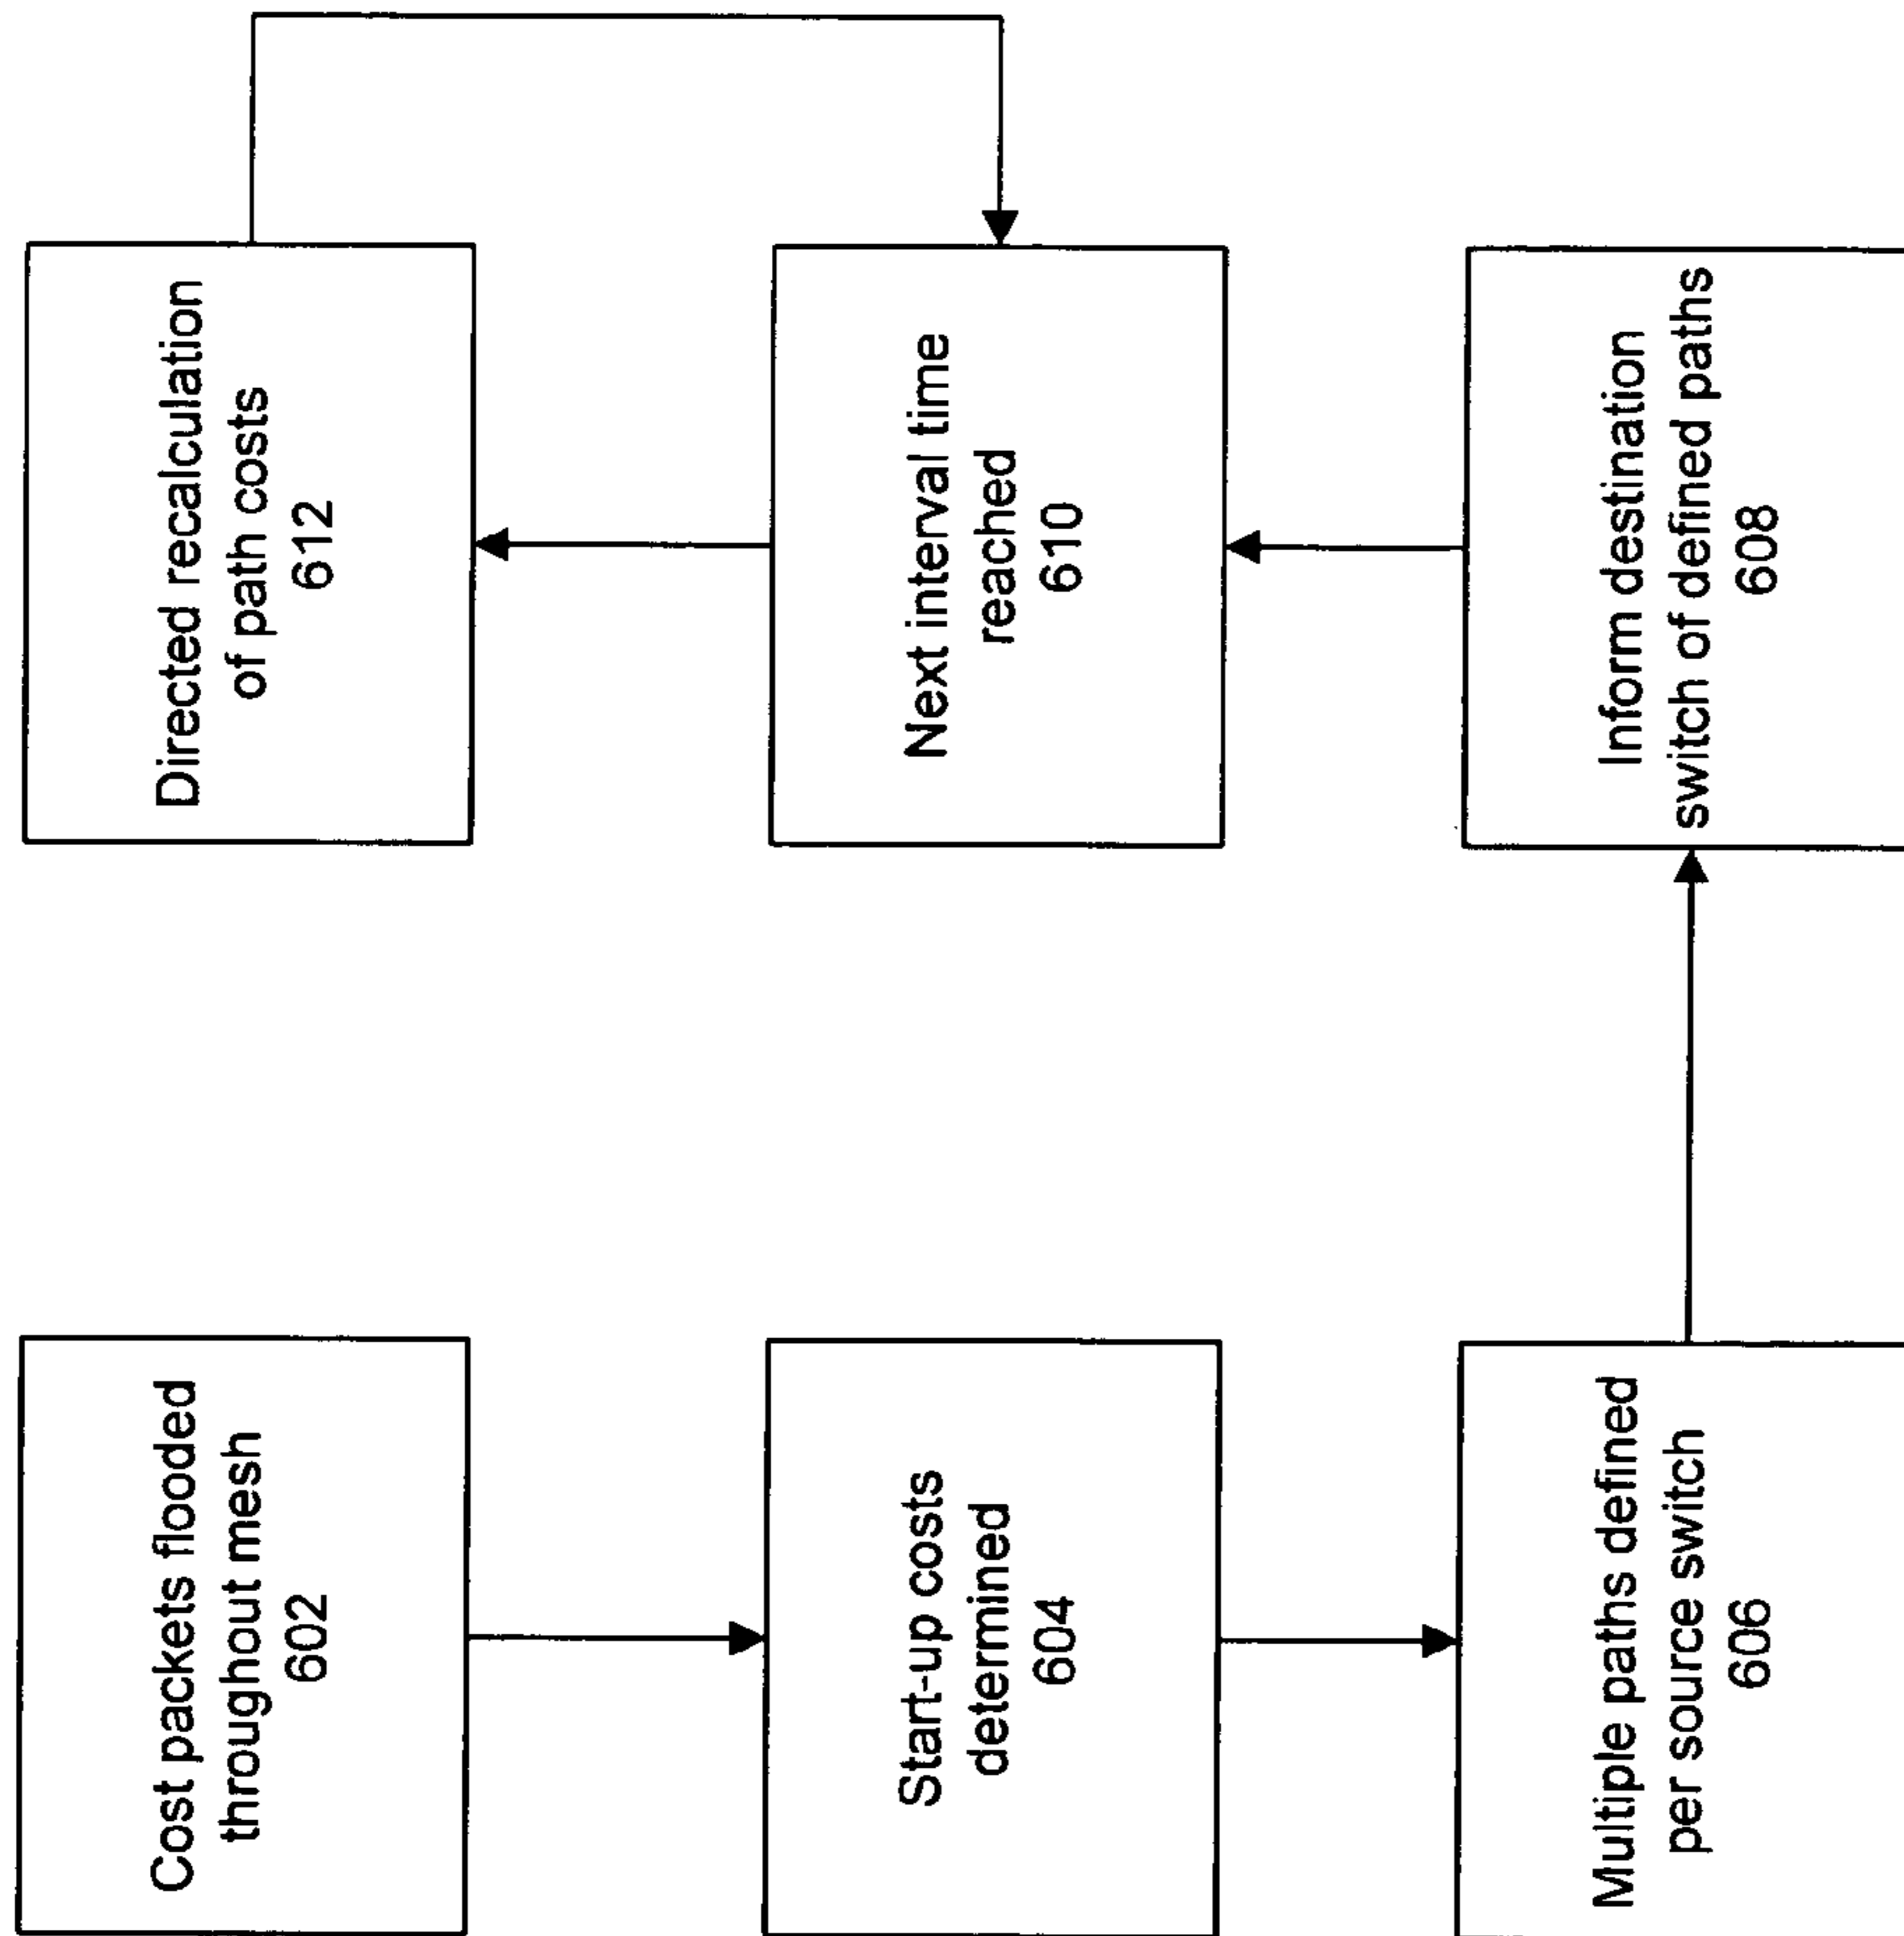 Cost packets flooded
throughout mesh
602
Start-up costs
determined
604
Multiple paths defined
per source switch
606
Inform destination
switch of defined paths
608
Next interval time
reached
610
Directed recalculation
of path costs
612